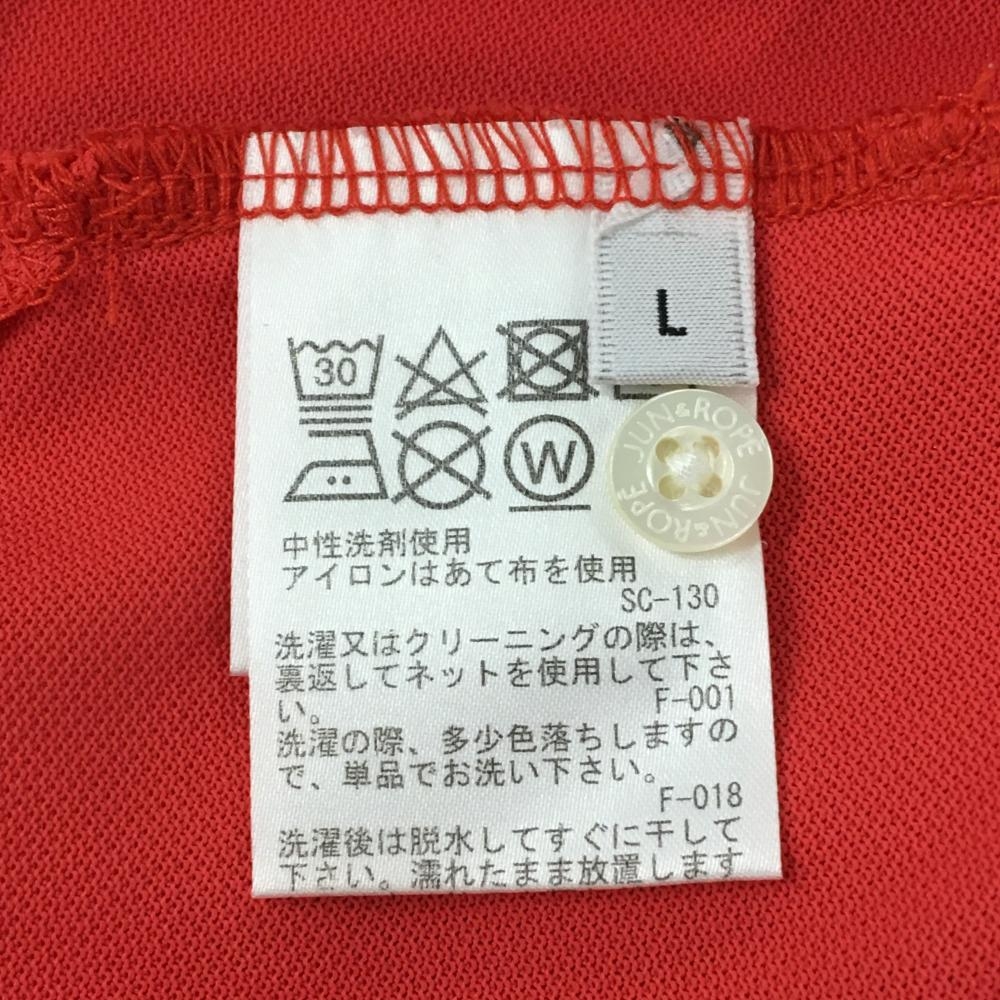 L
30
JUN&ROPE JUN&ROPE
W
中性洗剤使用
アイロンはあて布を使用
SC-130
洗濯又はクリーニングの際は、
裏返してネットを使用して下さ
い。
F-001
洗濯の際、多少色落ちしますの
で、単品でお洗い下さい。
F-018
洗濯後は脱水してすぐに干して
下さい。濡れたまま放置します